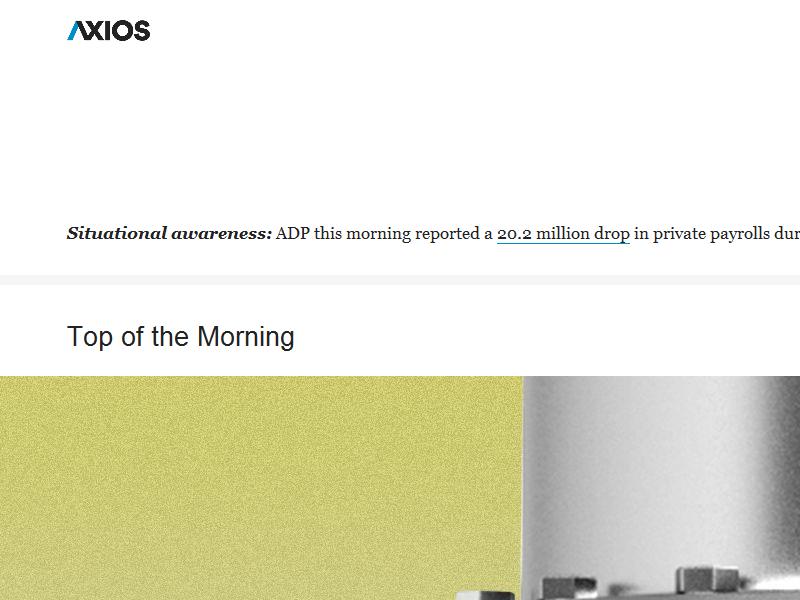 AXIOS
Situational awareness: ADP this morning reported a 20.2 million drop in private payrolls dur
Top of the Morning